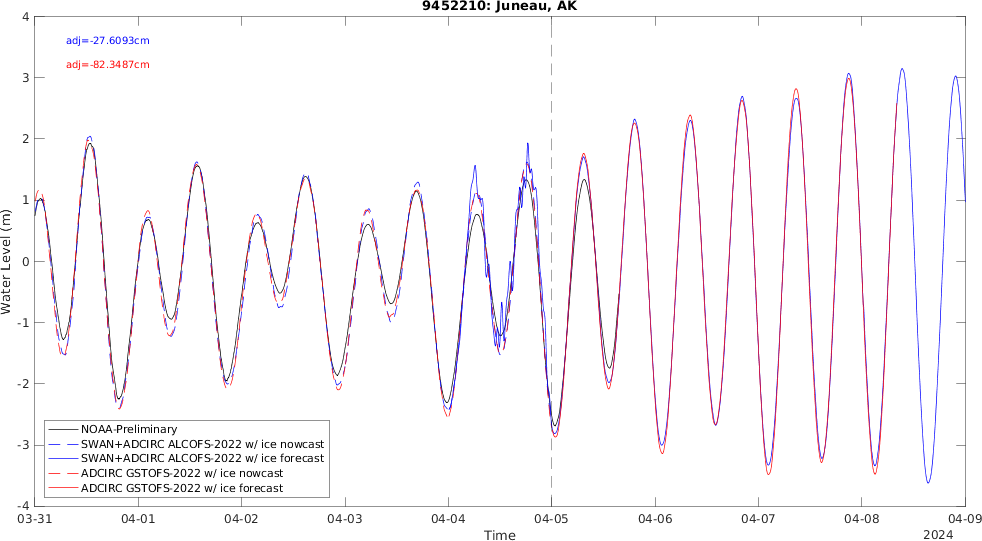 9452210: Juneau, AK
adj=-27.6093cm
adj=-82.3487cm
Water Level (m)
4
3
2
1
0
-1
-2
-3
-4
NOAA-Preliminary
SWAN+ADCIRC ALCOFS-2022 w/ ice nowcast
SWAN+ADCIRC ALCOFS-2022 w/ ice forecast
ADCIRC GSTOFS-2022 w/ ice nowcast
ADCIRC GSTOFS-2022 w/ ice forecast
03-31 04-01 04-02 04-03 04-04 04-05 04-06 04-07 04-08 04-09
Time
2024